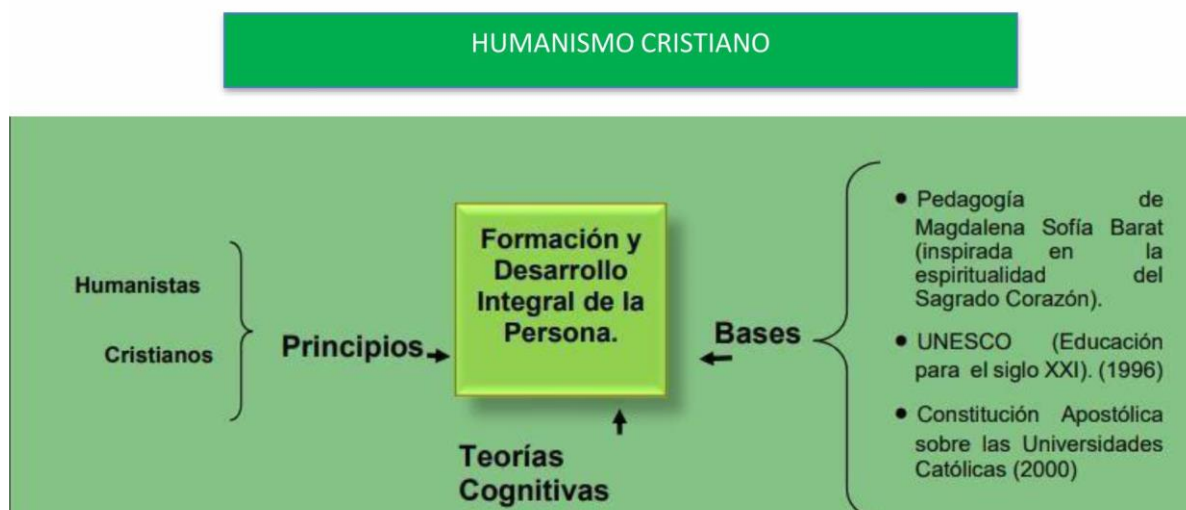 HUMANISMO CRISTIANO
Humanistas
Cristianos
Principios
Formación y
Desarrollo
Integral de la
Persona.
Teorías
Cognitivas
Bases
Pedagogía de
Magdalena Sofía Barat
(inspirada en la
espiritualidad del
Sagrado Corazón).
UNESCO (Educación
para el siglo XXI). (1996)
Constitución Apostólica
sobre las Universidades
Católicas (2000)